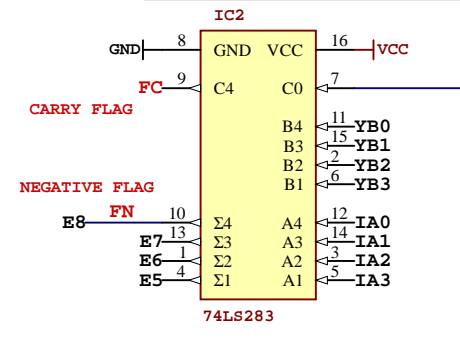 IC2
GND 8 GND VCC 16 VCC
FC 9 C4 C0 7
CARRY FLAG
B4 11 YB0
B3 15 YB1
B2 2 YB2
B1 6 YB3
NEGATIVE FLAG
E8 FN 10 Σ4 A4 12 IA0
E7 13 Σ3 A3 14 IA1
E6 1 Σ2 A2 3 IA2
E5 4 Σ1 A1 5 IA3
74LS283